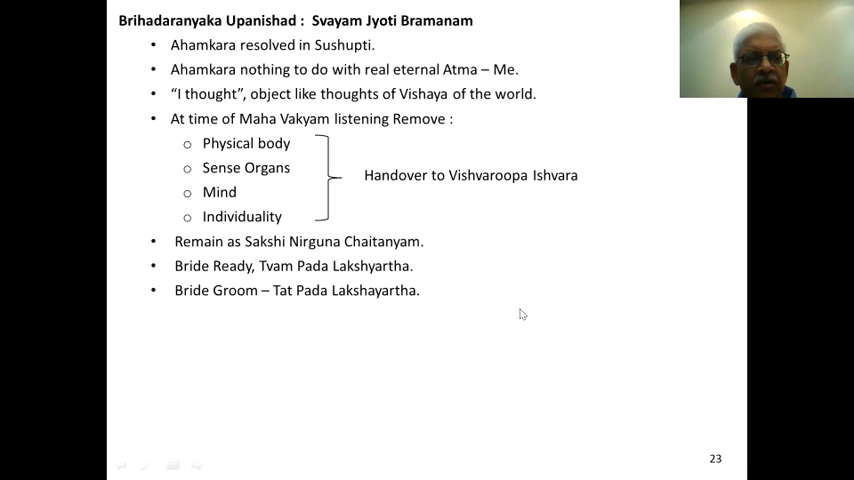 Brihadaranyaka Upanishad : Svayam Jyoti Bramanam
• Ahamkara resolved in Sushupti.
• Ahamkara nothing to do with real eternal Atma – Me.
• “I thought”, object like thoughts of Vishaya of the world.
• At time of Maha Vakyam listening Remove :
o Physical body
o Sense Organs
o Mind
o Individuality
Handover to Vishvaroopa Ishvara
• Remain as Sakshi Nirguna Chaitanyam.
• Bride Ready, Tvam Pada Lakshyartha.
• Bride Groom – Tat Pada Lakshayartha.
23